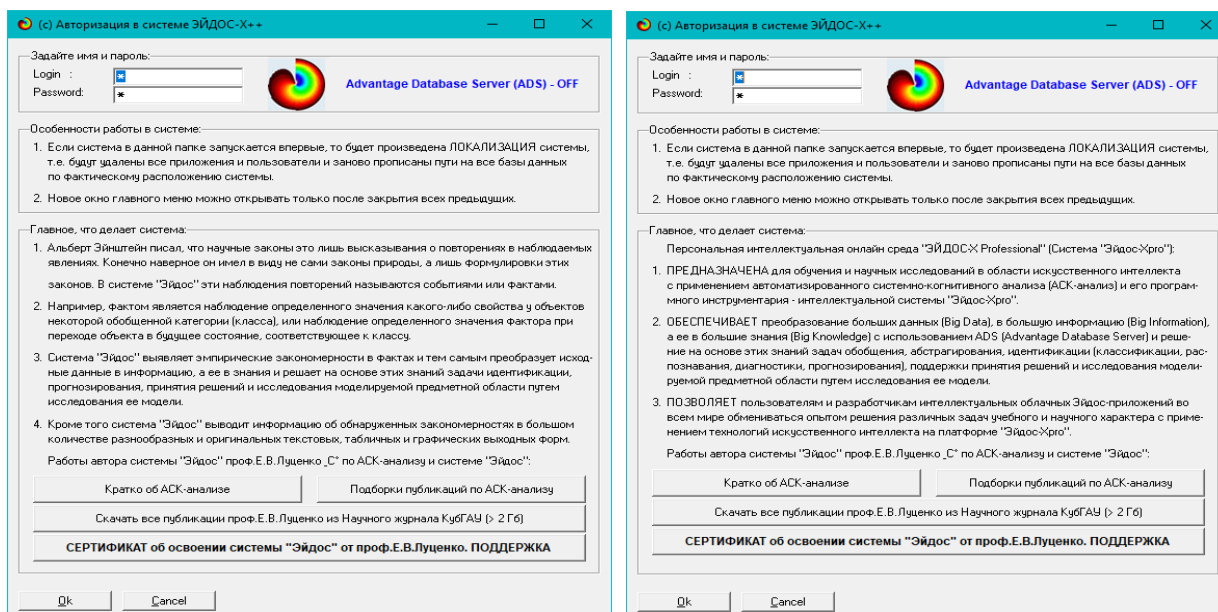 (c) Авторизация в системе ЭЙДОС-X++
Задайте имя и пароль:
Login :
*
Password:
*
Advantage Database Server (ADS) - OFF
Особенности работы в системе:
1. Если система в данной папке запускается впервые, то будет произведена ЛОКАЛИЗАЦИЯ системы,
т.е. будут удалены все приложения и пользователи и заново прописаны пути на все базы данных
по фактическому расположению системы.
2. Новое окно главного меню можно открывать только после закрытия всех предыдущих.
Главное, что делает система:
1. Альберт Эйнштейн писал, что научные законы это лишь высказывания о повторениях в наблюдаемых
явлениях. Конечно наверное он имел в виду не сами законы природы, а лишь формулировки этих
законов. В системе "Эйдос" эти наблюдения повторений называются событиями или фактами.
2. Например, фактом является наблюдение определенного значения какого-либо свойства у объектов
некоторой обобщенной категории (класса), или наблюдение определенного значения фактора при
переходе объекта в будущее состояние, соответствующее к классу.
3. Система "Эйдос" выявляет эмпирические закономерности в фактах и тем самым преобразует исход-
ные данные в информацию, а ее в знания и решает на основе этих знаний задачи идентификации,
прогнозирования, принятия решений и исследования моделируемой предметной области путем
исследования ее модели.
4. Кроме того система "Эйдос" выводит информацию об обнаруженных закономерностях в большом
количестве разнообразных и оригинальных текстовых, табличных и графических выходных форм.
Работы автора системы "Эйдос" проф.Е.В.Луценко _С° по АСК-анализу и системе "Эйдос":
Кратко об АСК-анализе
Подборки публикаций по АСК-анализу
Скачать все публикации проф.Е.В.Луценко из Научного журнала КубГАУ (> 2 Гб)
СЕРТИФИКАТ об освоении системы "Эйдос" от проф.Е.В.Луценко. ПОДДЕРЖКА
Ok
Cancel
(c) Авторизация в системе ЭЙДОС-X++
Задайте имя и пароль:
Login :
*
Password:
*
Advantage Database Server (ADS) - OFF
Особенности работы в системе:
1. Если система в данной папке запускается впервые, то будет произведена ЛОКАЛИЗАЦИЯ системы,
т.е. будут удалены все приложения и пользователи и заново прописаны пути на все базы данных
по фактическому расположению системы.
2. Новое окно главного меню можно открывать только после закрытия всех предыдущих.
Главное, что делает система:
Персональная интеллектуальная онлайн среда "ЭЙДОС-X Professional" (Система "Эйдос-Xpro"):
1. ПРЕДНАЗНАЧЕНА для обучения и научных исследований в области искусственного интеллекта
с применением автоматизированного системно-когнитивного анализа (АСК-анализ) и его програм-
много инструментария - интеллектуальной системы "Эйдос-Xpro".
2. ОБЕСПЕЧИВАЕТ преобразование больших данных (Big Data), в большую информацию (Big Information),
а ее в большие знания (Big Knowledge) с использованием ADS (Advantage Database Server) и реше-
ние на основе этих знаний задач обобщения, абстрагирования, идентификации (классификации, рас-
познавания, диагностики, прогнозирования), поддержки принятия решений и исследования модели-
руемой предметной области путем исследования ее модели.
3. ПОЗВОЛЯЕТ пользователям и разработчикам интеллектуальных облачных Эйдос-приложений во
всем мире обмениваться опытом решения различных задач учебного и научного характера с приме-
нением технологий искусственного интеллекта на платформе "Эйдос-Xpro".
Работы автора системы "Эйдос" проф.Е.В.Луценко _С° по АСК-анализу и системе "Эйдос":
Кратко об АСК-анализе
Подборки публикаций по АСК-анализу
Скачать все публикации проф.Е.В.Луценко из Научного журнала КубГАУ (> 2 Гб)
СЕРТИФИКАТ об освоении системы "Эйдос" от проф.Е.В.Луценко. ПОДДЕРЖКА
Ok
Cancel